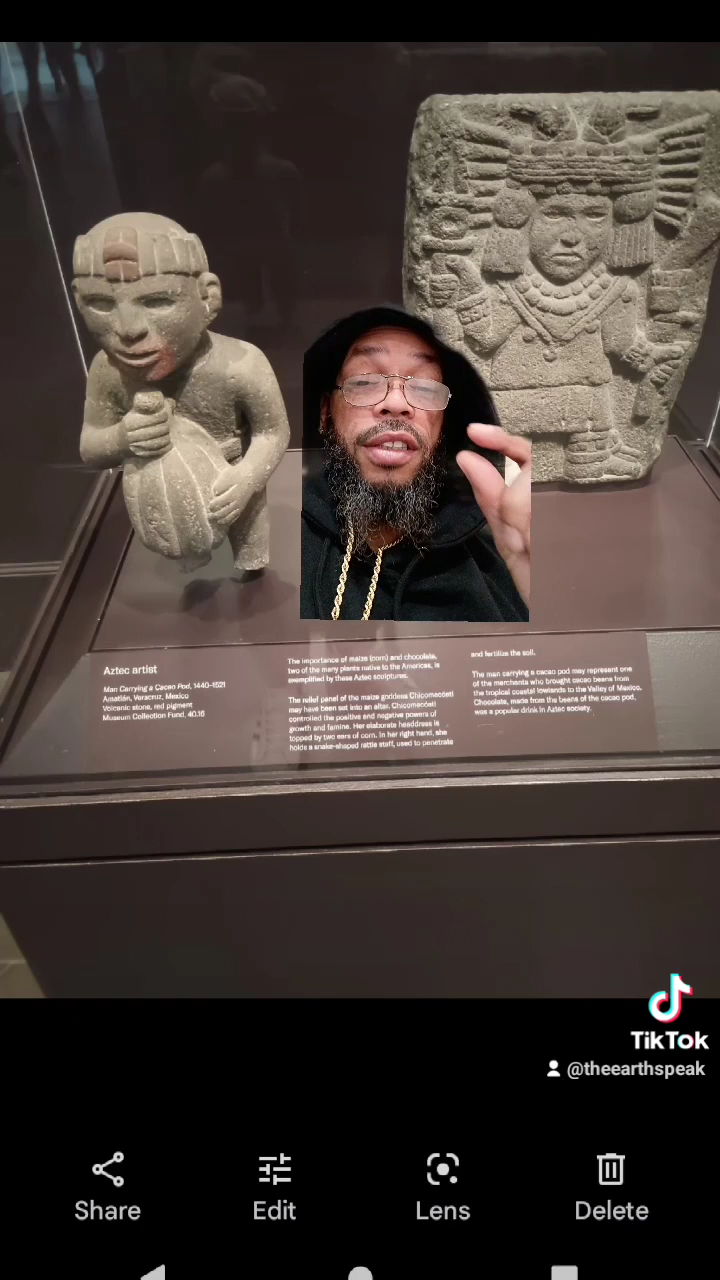 Aztec artist
Man Carrying a Cacao Pod, 1440–1521
Amatlán, Veracruz, Mexico
Volcanic stone, red pigment
Museum Collection Fund, 40.16
The importance of maize (corn) and chocolate,
two of the many plants native to the Americas, is
exemplified by these Aztec sculptures.
The relief panel of the maize goddess Chicomecóatl
may have been set into an altar. Chicomecóatl
controlled the positive and negative powers of
growth and famine. Her elaborate headdress is
topped by two ears of corn. In her right hand, she
holds a snake-shaped rattle staff, used to penetrate
and fertilize the soil.
The man carrying a cacao pod may represent one
of the merchants who brought cacao beans from
the tropical coastal lowlands to the Valley of Mexico.
Chocolate, made from the beans of the cacao pod,
was a popular drink in Aztec society.
TikTok
@theearthspeak
Share Edit Lens Delete